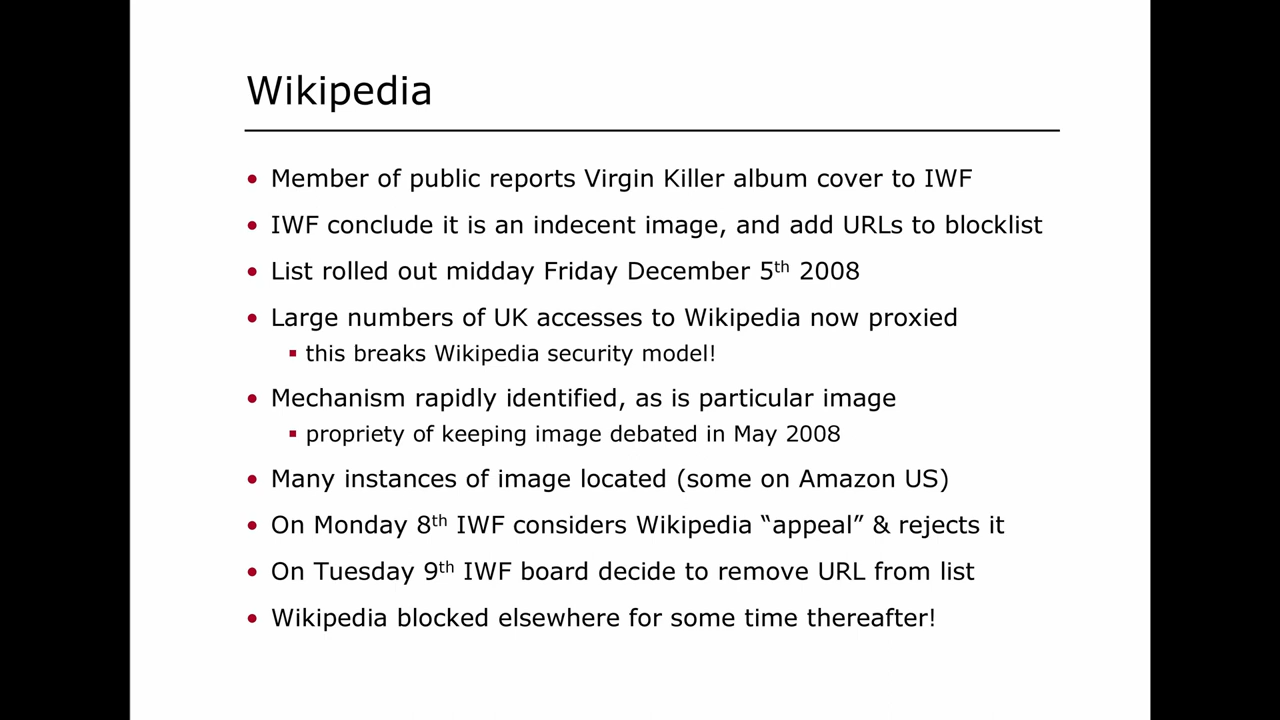 Wikipedia
• Member of public reports Virgin Killer album cover to IWF
• IWF conclude it is an indecent image, and add URLs to blocklist
• List rolled out midday Friday December 5th 2008
• Large numbers of UK accesses to Wikipedia now proxied
▪ this breaks Wikipedia security model!
• Mechanism rapidly identified, as is particular image
▪ propriety of keeping image debated in May 2008
• Many instances of image located (some on Amazon US)
• On Monday 8th IWF considers Wikipedia “appeal” & rejects it
• On Tuesday 9th IWF board decide to remove URL from list
• Wikipedia blocked elsewhere for some time thereafter!